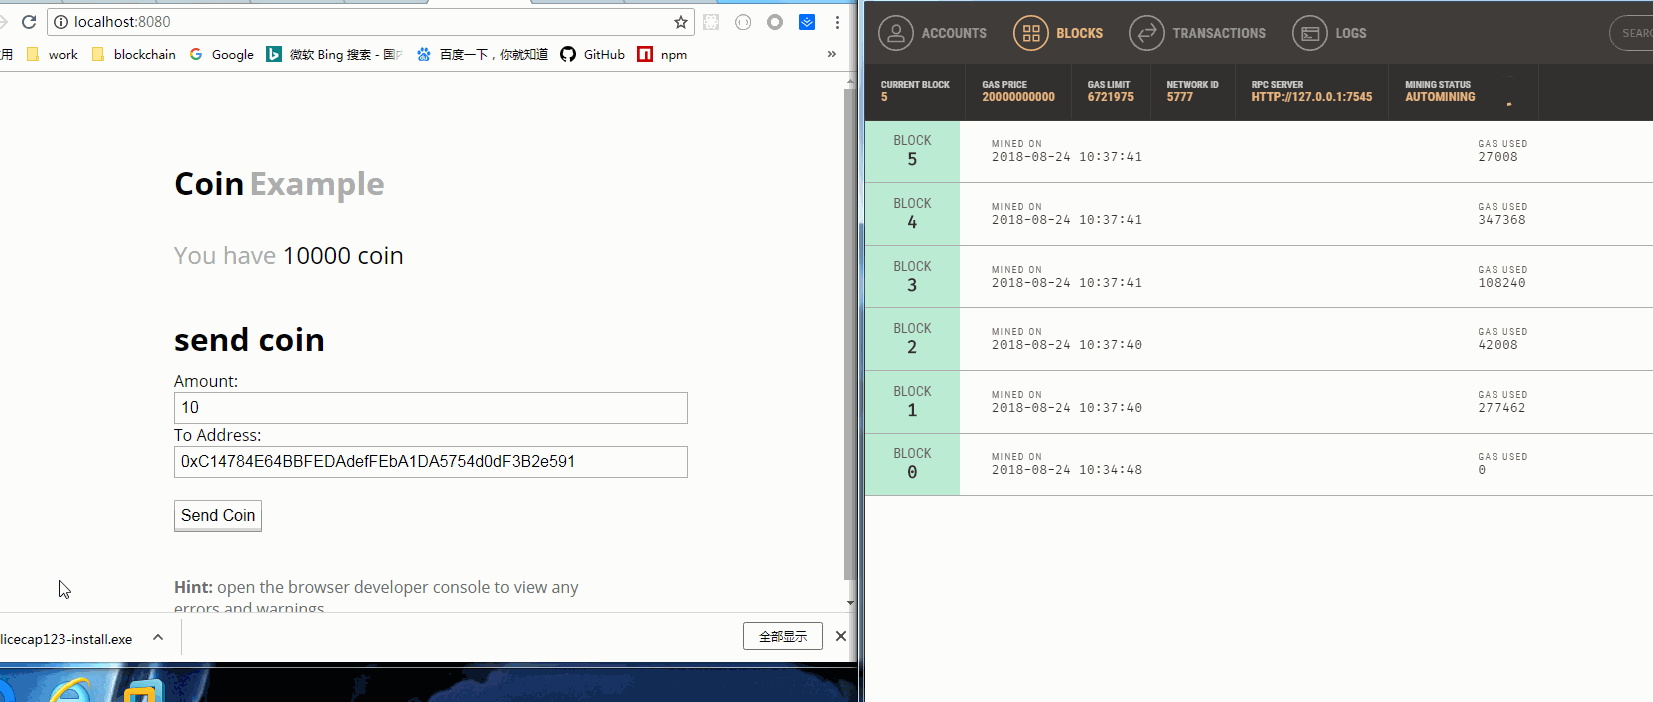 localhost:8080
用 work blockchain Google 微软 Bing 搜索 - 国 百度一下，你就知道 GitHub npm »
Coin Example
You have 10000 coin
send coin
Amount:
10
To Address:
0xC14784E64BBFEDAdefFEbA1DA5754d0dF3B2e591
Send Coin
Hint: open the browser developer console to view any
errors and warnings
licecap123-install.exe
全部显示
ACCOUNTS BLOCKS TRANSACTIONS LOGS SEARC
CURRENT BLOCK GAS PRICE GAS LIMIT NETWORK ID RPC SERVER MINING STATUS
5 20000000000 6721975 5777 HTTP://127.0.0.1:7545 AUTOMINING
BLOCK MINED ON GAS USED
5 2018-08-24 10:37:41 27008
BLOCK MINED ON GAS USED
4 2018-08-24 10:37:41 347368
BLOCK MINED ON GAS USED
3 2018-08-24 10:37:41 108240
BLOCK MINED ON GAS USED
2 2018-08-24 10:37:40 42008
BLOCK MINED ON GAS USED
1 2018-08-24 10:37:40 277462
BLOCK MINED ON GAS USED
0 2018-08-24 10:34:48 0